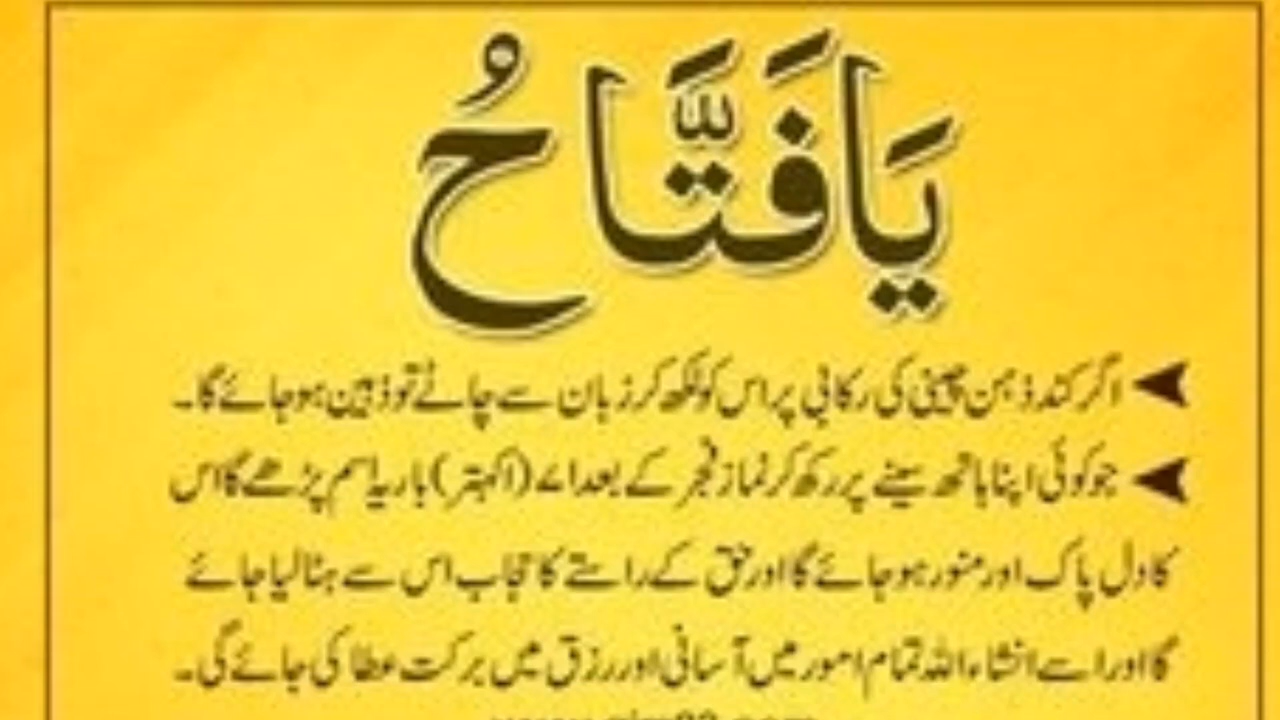 يَا فَتَّاحُ
اگر کند ذہن چینی کی رکابی پر اس کو لکھ کر زبان سے چاٹے تو ذہین ہو جائے گا۔
جو کوئی اپنا ہاتھ سینے پر رکھ کر نماز فجر کے بعد ۷۱ (اکہتر) بار یہ اسم پڑھے گا اس
کا دل پاک اور منور ہو جائے گا اور حق کے راستے کا حجاب اس سے ہٹا لیا جائے
گا اور اسے انشاء اللہ تمام امور میں آسانی اور رزق میں برکت عطا کی جائے گی۔